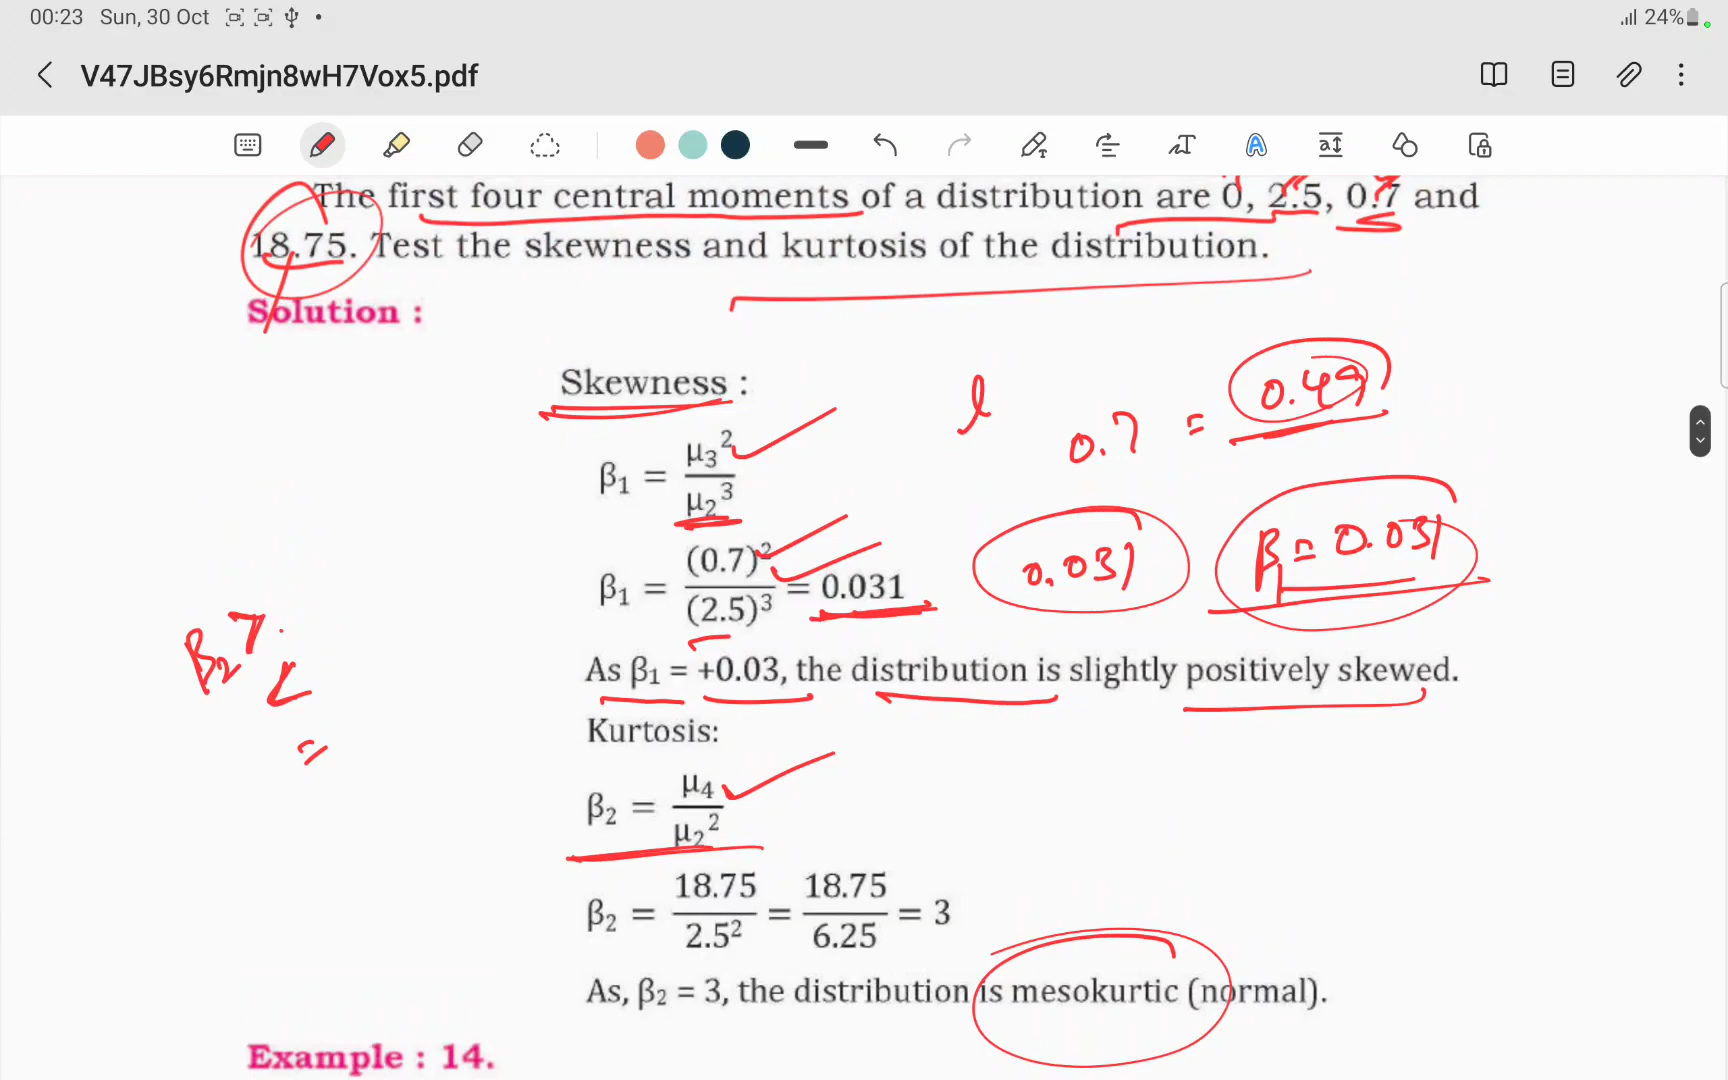 00:23 Sun, 30 Oct 24%
V47JBsy6Rmjn8wH7Vox5.pdf
The first four central moments of a distribution are 0, 2.5, 0.7 and
18.75. Test the skewness and kurtosis of the distribution.
Solution :
Skewness :
l 0.7 = 0.49
β₁ = μ₃² / μ₂³
β₁ = (0.7)² / (2.5)³ = 0.031
0.031 β₁ = 0.031
As β₁ = +0.03, the distribution is slightly positively skewed.
β₂ > <
=
Kurtosis:
β₂ = μ₄ / μ₂²
β₂ = 18.75 / 2.5² = 18.75 / 6.25 = 3
As, β₂ = 3, the distribution is mesokurtic (normal).
Example : 14.